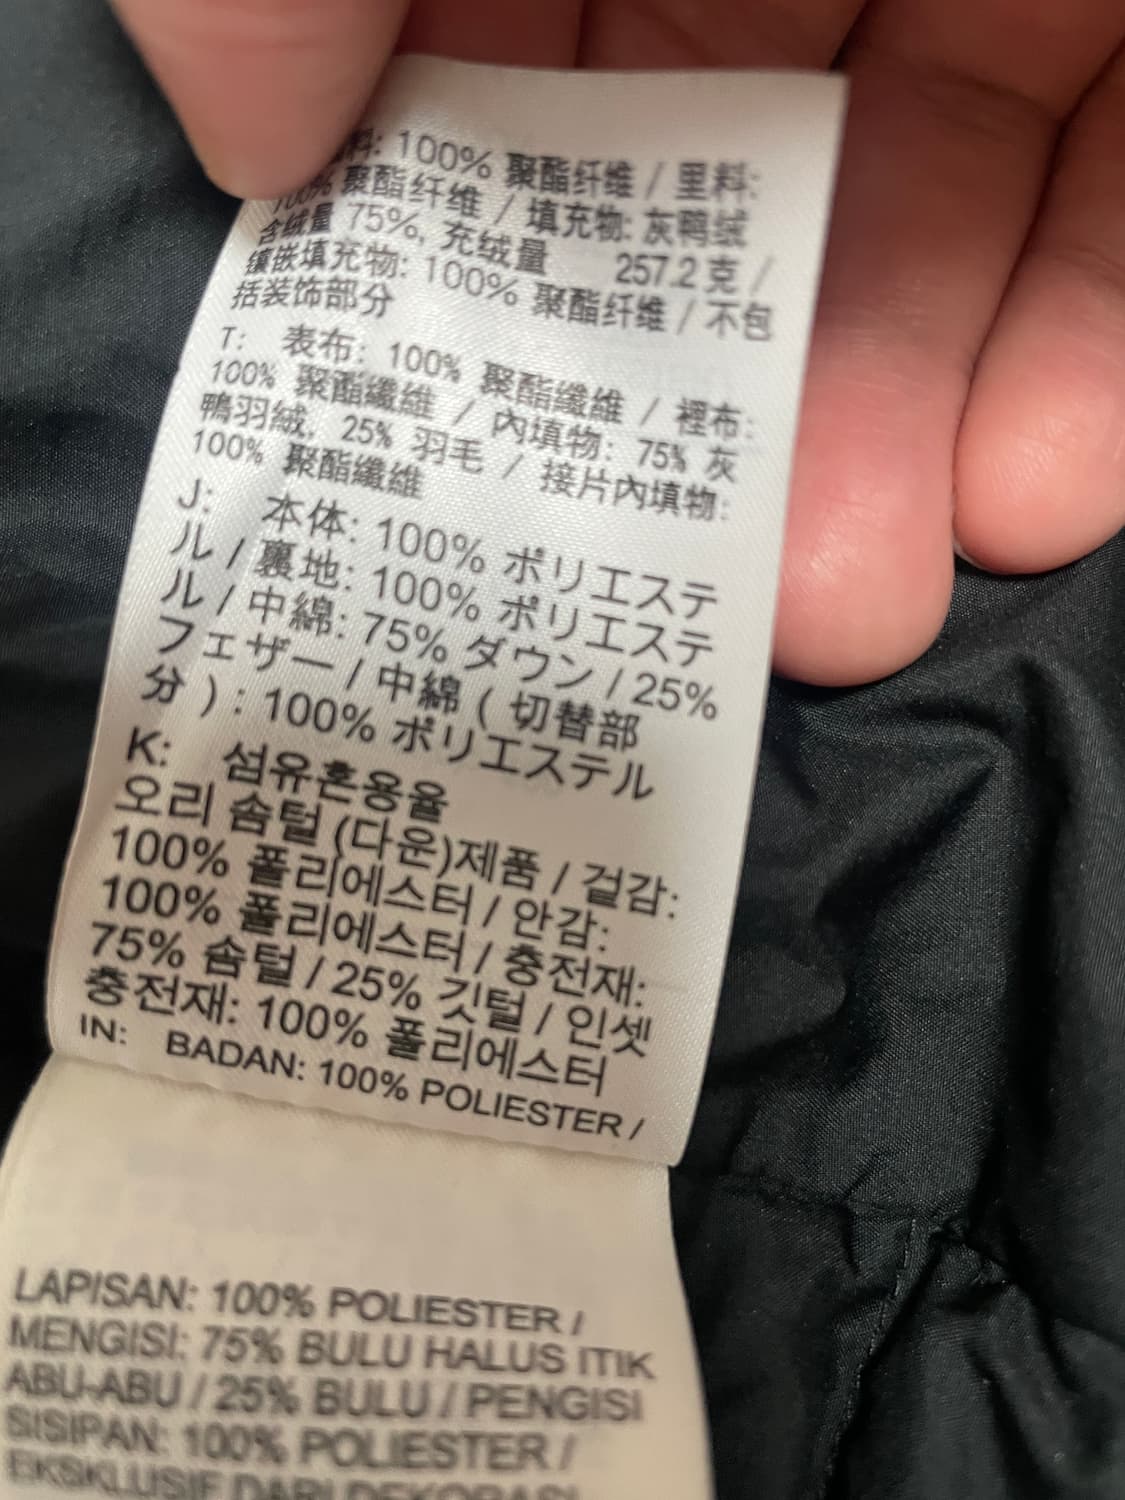 料: 100% 聚酯纤维 / 里料:
100% 聚酯纤维 / 填充物: 灰鸭绒
含绒量 75%, 充绒量 257.2 克 /
镶嵌填充物: 100% 聚酯纤维 / 不包
括装饰部分
T: 表布: 100% 聚酯纖維 / 裡布:
100% 聚酯纖維 / 內填物: 75% 灰
鴨羽絨, 25% 羽毛 / 接片內填物:
100% 聚酯纖維
J: 本体: 100% ポリエステ
ル / 裏地: 100% ポリエステ
ル / 中綿: 75% ダウン / 25%
フェザー / 中綿 ( 切替部
分 ) : 100% ポリエステル
K: 섬유혼용율
오리 솜털 (다운)제품 / 겉감:
100% 폴리에스터 / 안감:
100% 폴리에스터 / 충전재:
75% 솜털 / 25% 깃털 / 인셋
충전재: 100% 폴리에스터
IN: BADAN: 100% POLIESTER /
LAPISAN: 100% POLIESTER /
MENGISI: 75% BULU HALUS ITIK
ABU-ABU / 25% BULU / PENGISI
SISIPAN: 100% POLIESTER /
EKSKLUSIF DARI DEKORASI